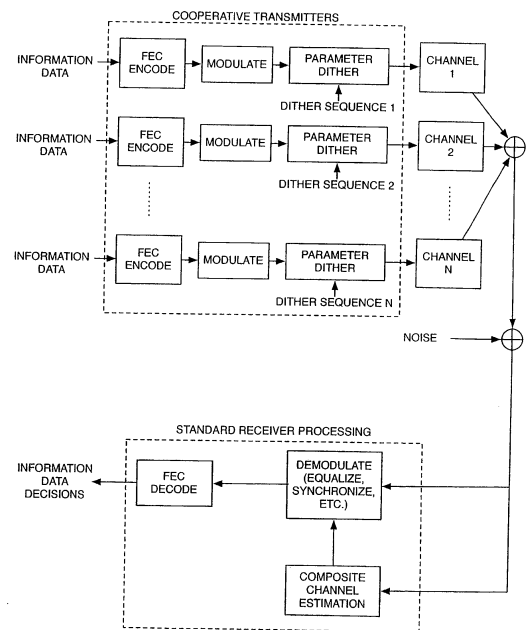 COOPERATIVE TRANSMITTERS
INFORMATION
DATA
FEC
ENCODE
MODULATE
PARAMETER
DITHER
CHANNEL
1
DITHER SEQUENCE 1
INFORMATION
DATA
FEC
ENCODE
MODULATE
PARAMETER
DITHER
CHANNEL
2
DITHER SEQUENCE 2
INFORMATION
DATA
FEC
ENCODE
MODULATE
PARAMETER
DITHER
CHANNEL
N
DITHER SEQUENCE N
NOISE
STANDARD RECEIVER PROCESSING
INFORMATION
DATA
DECISIONS
FEC
DECODE
DEMODULATE
(EQUALIZE,
SYNCHRONIZE,
ETC.)
COMPOSITE
CHANNEL
ESTIMATION